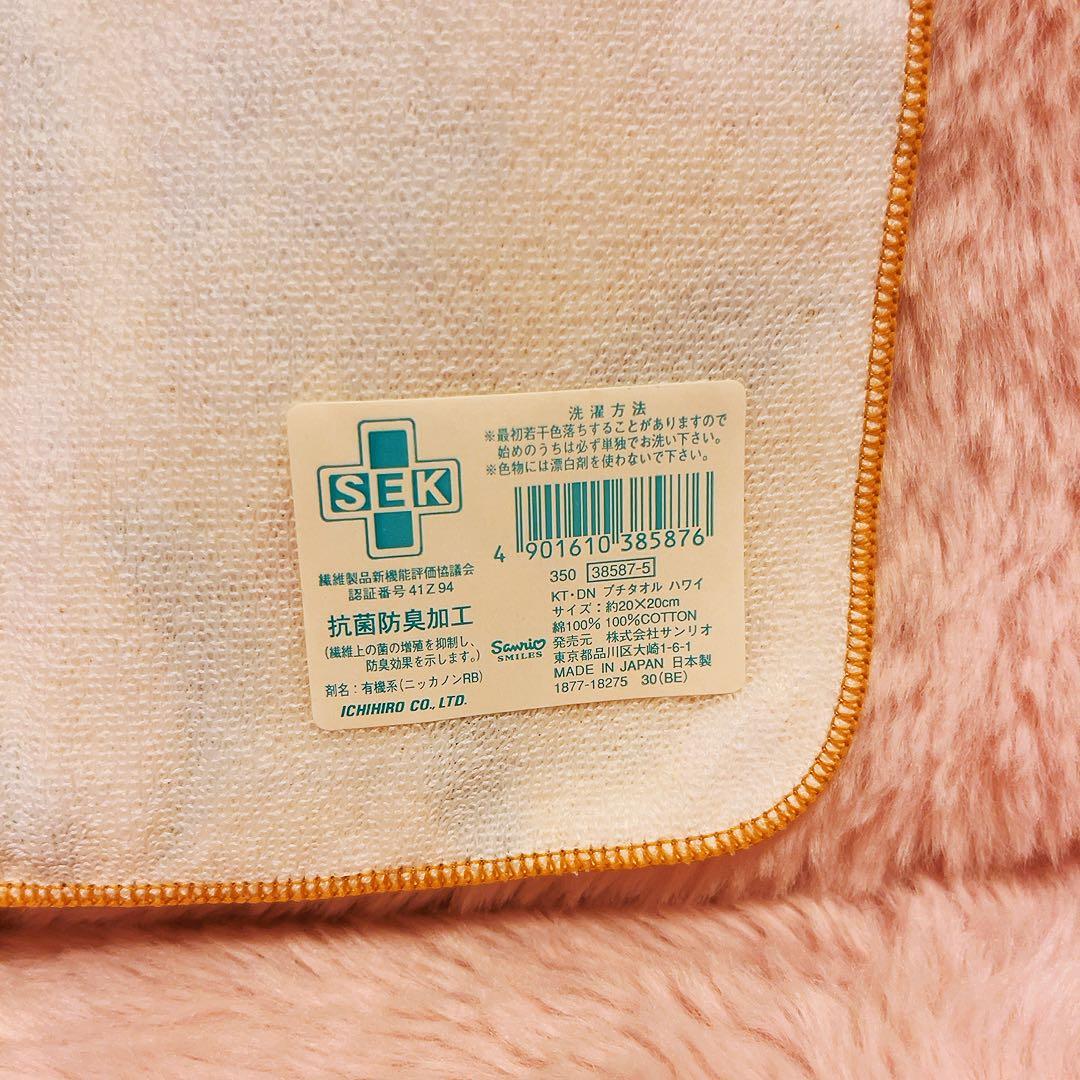 SEK
繊維製品新機能評価協議会
認証番号 41Z94
抗菌防臭加工
(繊維上の菌の増殖を抑制し、
防臭効果を示します。)
剤名：有機系(ニッカノンRB)
ICHIHIRO CO., LTD.
洗濯方法
※最初若干色落ちすることがありますので
始めのうちは必ず単独でお洗い下さい。
※色物には漂白剤を使わないで下さい。
4 901610 385876
350 38587-5
KT・DN プチタオル ハワイ
サイズ：約20×20cm
綿100% 100%COTTON
Sanrio
SMILES
発売元 株式会社サンリオ
東京都品川区大崎1-6-1
MADE IN JAPAN 日本製
1877-18275 30(BE)